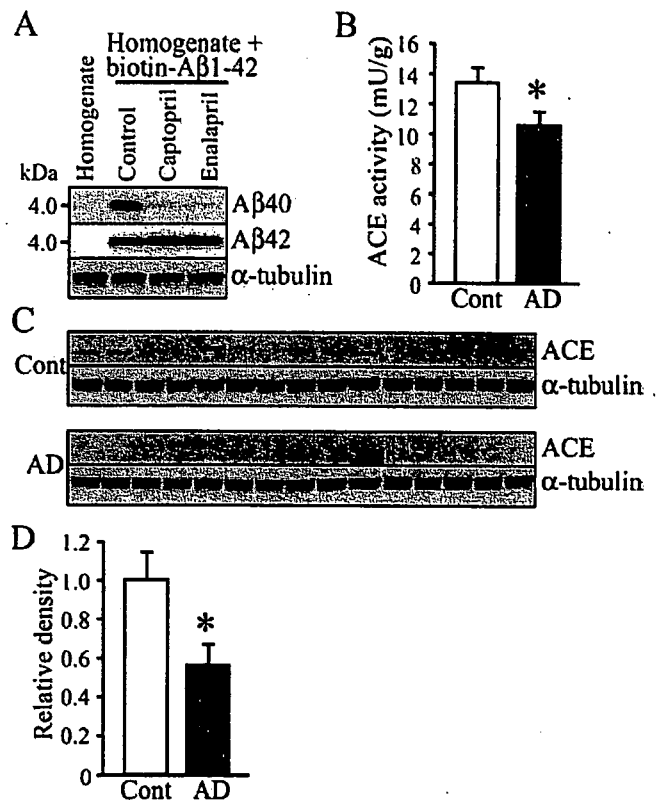 A
Homogenate +
biotin-Aβ1-42
Homogenate
Control
Captopril
Enalapril
kDa
4.0
Aβ40
4.0
Aβ42
α-tubulin
B
ACE activity (mU/g)
16
14
12
10
8
6
4
2
0
*
Cont
AD
C
Cont
ACE
α-tubulin
AD
ACE
α-tubulin
D
Relative density
1.2
1.0
0.8
0.6
0.4
0.2
0
*
Cont
AD